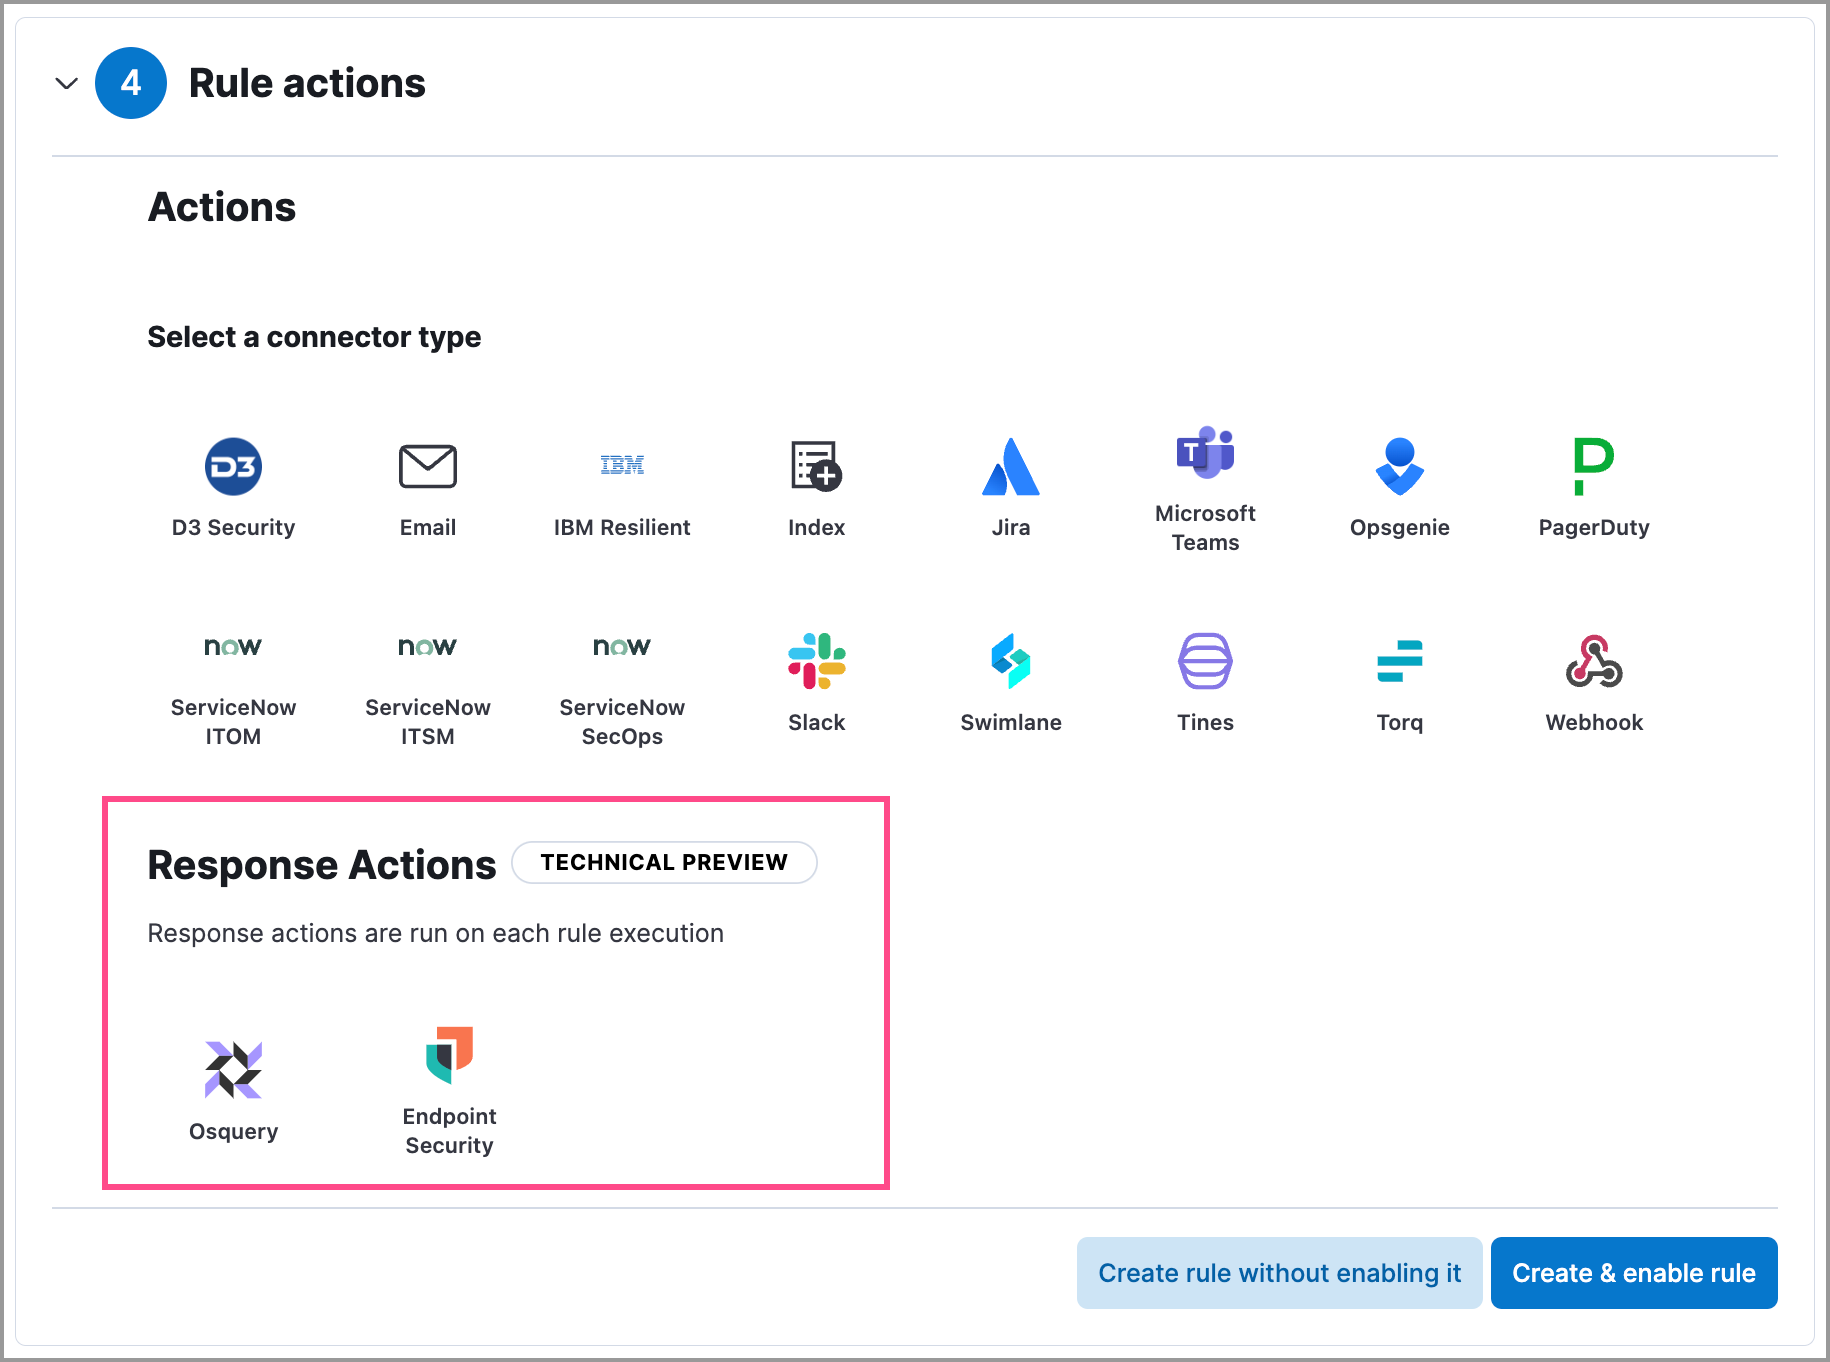 4 Rule actions
Actions
Select a connector type
D3
IBM
T
D3 Security
Email
IBM Resilient
Index
Jira
Microsoft
Teams
Opsgenie
PagerDuty
now
now
now
ServiceNow
ITOM
ServiceNow
ITSM
ServiceNow
SecOps
Slack
Swimlane
Tines
Torq
Webhook
Response Actions TECHNICAL PREVIEW
Response actions are run on each rule execution
Osquery
Endpoint
Security
Create rule without enabling it
Create & enable rule